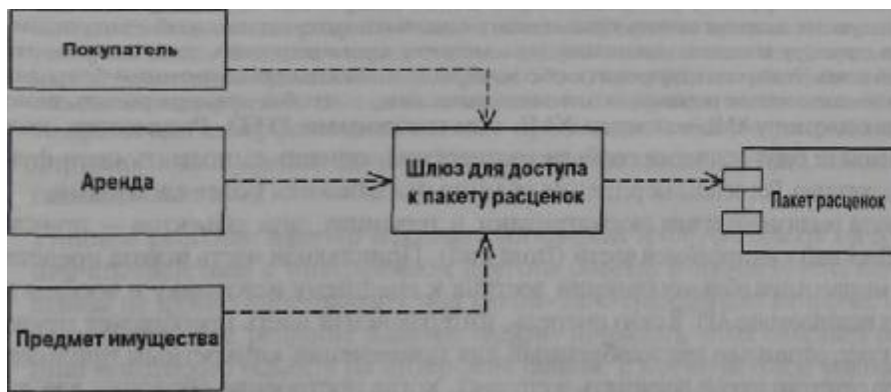 Покупатель
Аренда
Шлюз для доступа
к пакету расценок
Пакет расценок
Предмет имущества